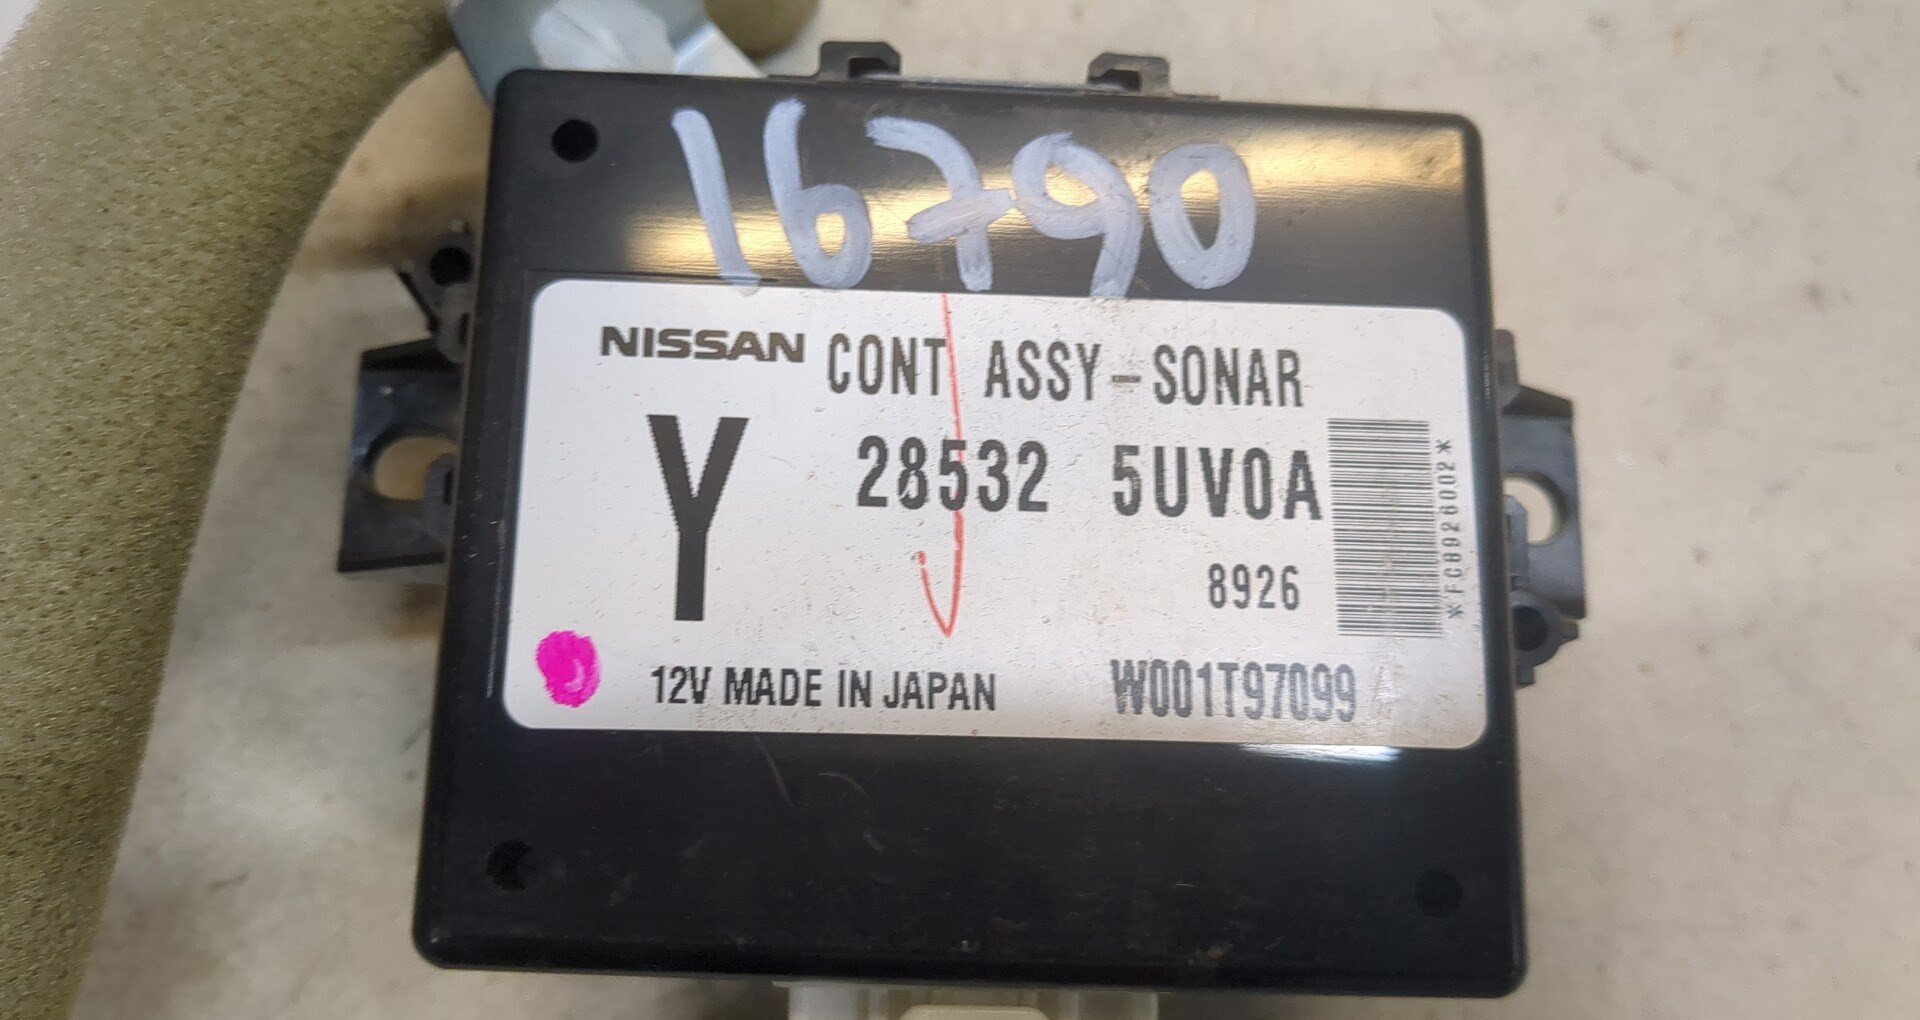 16790
NISSAN CONT ASSY-SONAR
Y 28532 5UV0A
8926
12V MADE IN JAPAN W001T97099
*FC8926002*